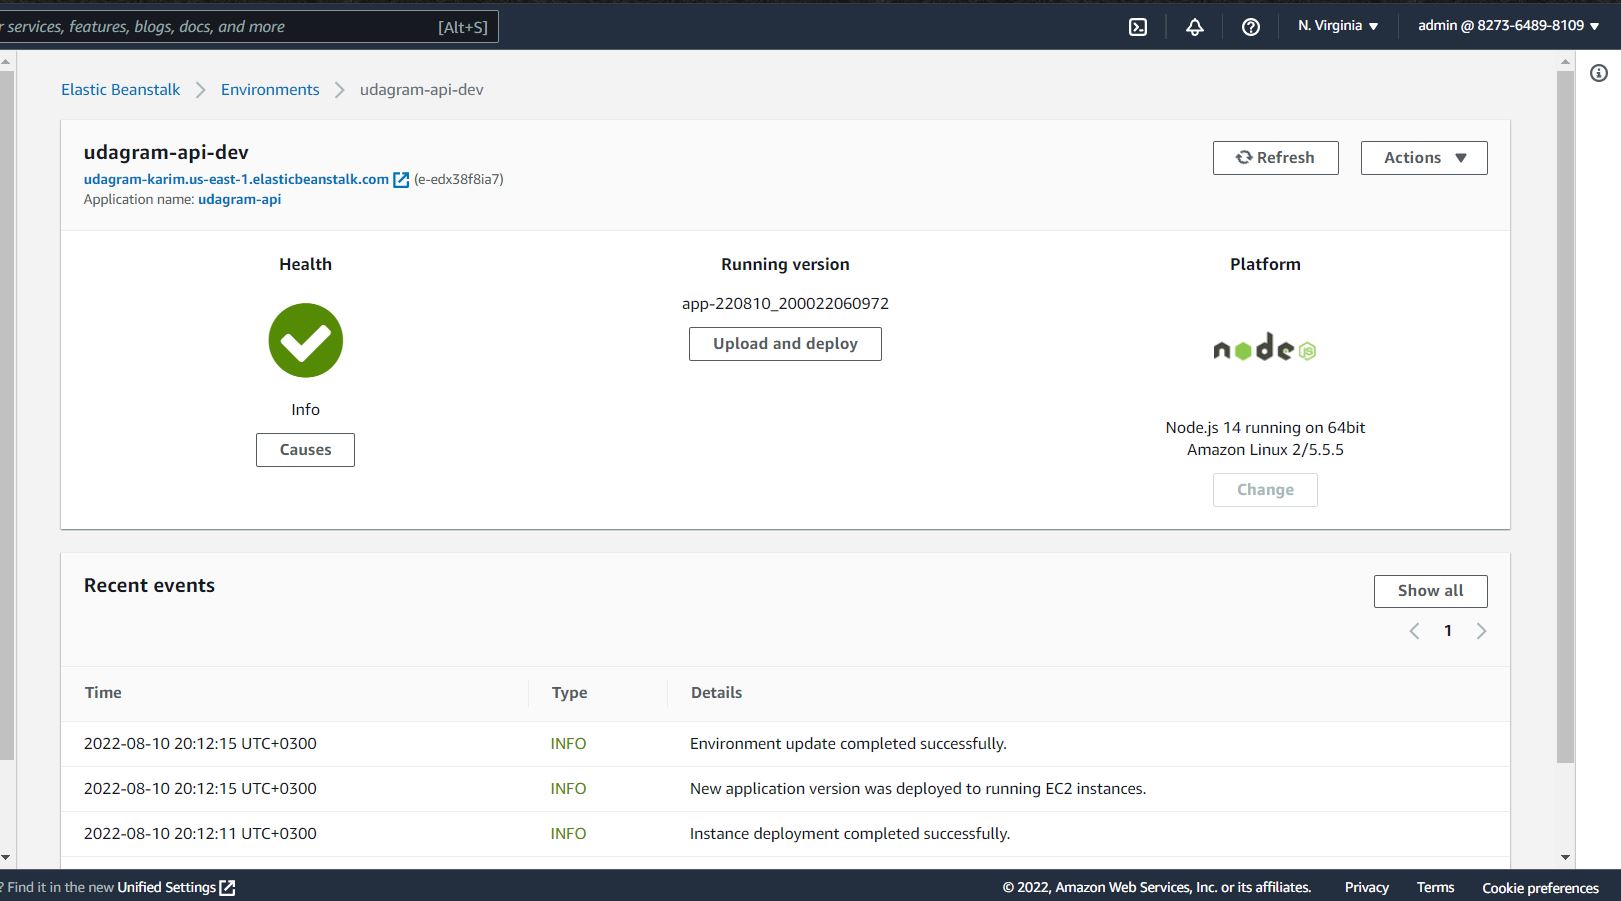 r services, features, blogs, docs, and more [Alt+S] N. Virginia ▼ admin @ 8273-6489-8109 ▼
Elastic Beanstalk > Environments > udagram-api-dev
udagram-api-dev
Refresh Actions ▼
udagram-karim.us-east-1.elasticbeanstalk.com (e-edx38f8ia7)
Application name: udagram-api
Health Running version Platform
app-220810_200022060972
Upload and deploy
node JS
Info
Causes
Node.js 14 running on 64bit
Amazon Linux 2/5.5.5
Change
Recent events
Show all
< 1 >
Time Type Details
2022-08-10 20:12:15 UTC+0300 INFO Environment update completed successfully.
2022-08-10 20:12:15 UTC+0300 INFO New application version was deployed to running EC2 instances.
2022-08-10 20:12:11 UTC+0300 INFO Instance deployment completed successfully.
? Find it in the new Unified Settings © 2022, Amazon Web Services, Inc. or its affiliates. Privacy Terms Cookie preferences